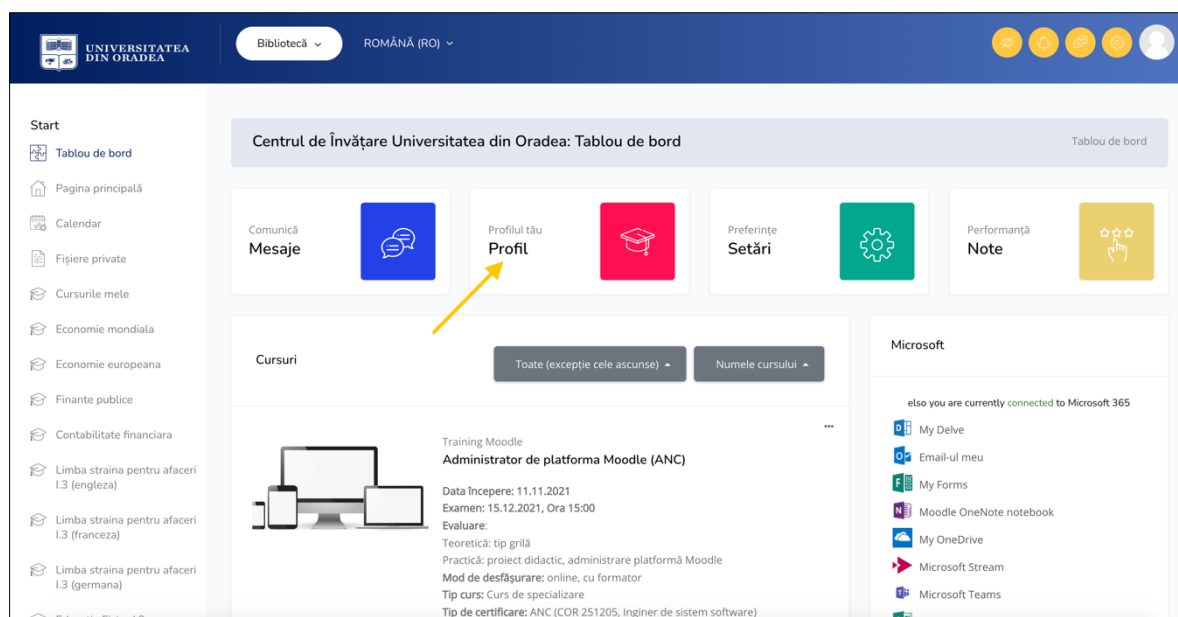 UNIVERSITATEA
DIN ORADEA
Bibliotecă
ROMÂNĂ (RO)
Start
Tablou de bord
Pagina principală
Calendar
Fișiere private
Cursurile mele
Economie mondiala
Economie europeana
Finante publice
Contabilitate financiara
Limba straina pentru afaceri
I.3 (engleza)
Limba straina pentru afaceri
I.3 (franceza)
Limba straina pentru afaceri
I.3 (germana)
Centrul de Învățare Universitatea din Oradea: Tablou de bord
Tablou de bord
Comunică
Mesaje
Profilul tău
Profil
Preferințe
Setări
Performanță
Note
Cursuri
Toate (excepție cele ascunse)
Numele cursului
Training Moodle
Administrator de platforma Moodle (ANC)
Data începere: 11.11.2021
Examen: 15.12.2021, Ora 15:00
Evaluare:
Teoretică: tip grilă
Practică: proiect didactic, administrare platformă Moodle
Mod de desfășurare: online, cu formator
Tip curs: Curs de specializare
Tip de certificare: ANC (COR 251205, Inginer de sistem software)
Microsoft
elso you are currently connected to Microsoft 365
My Delve
Email-ul meu
My Forms
Moodle OneNote notebook
My OneDrive
Microsoft Stream
Microsoft Teams